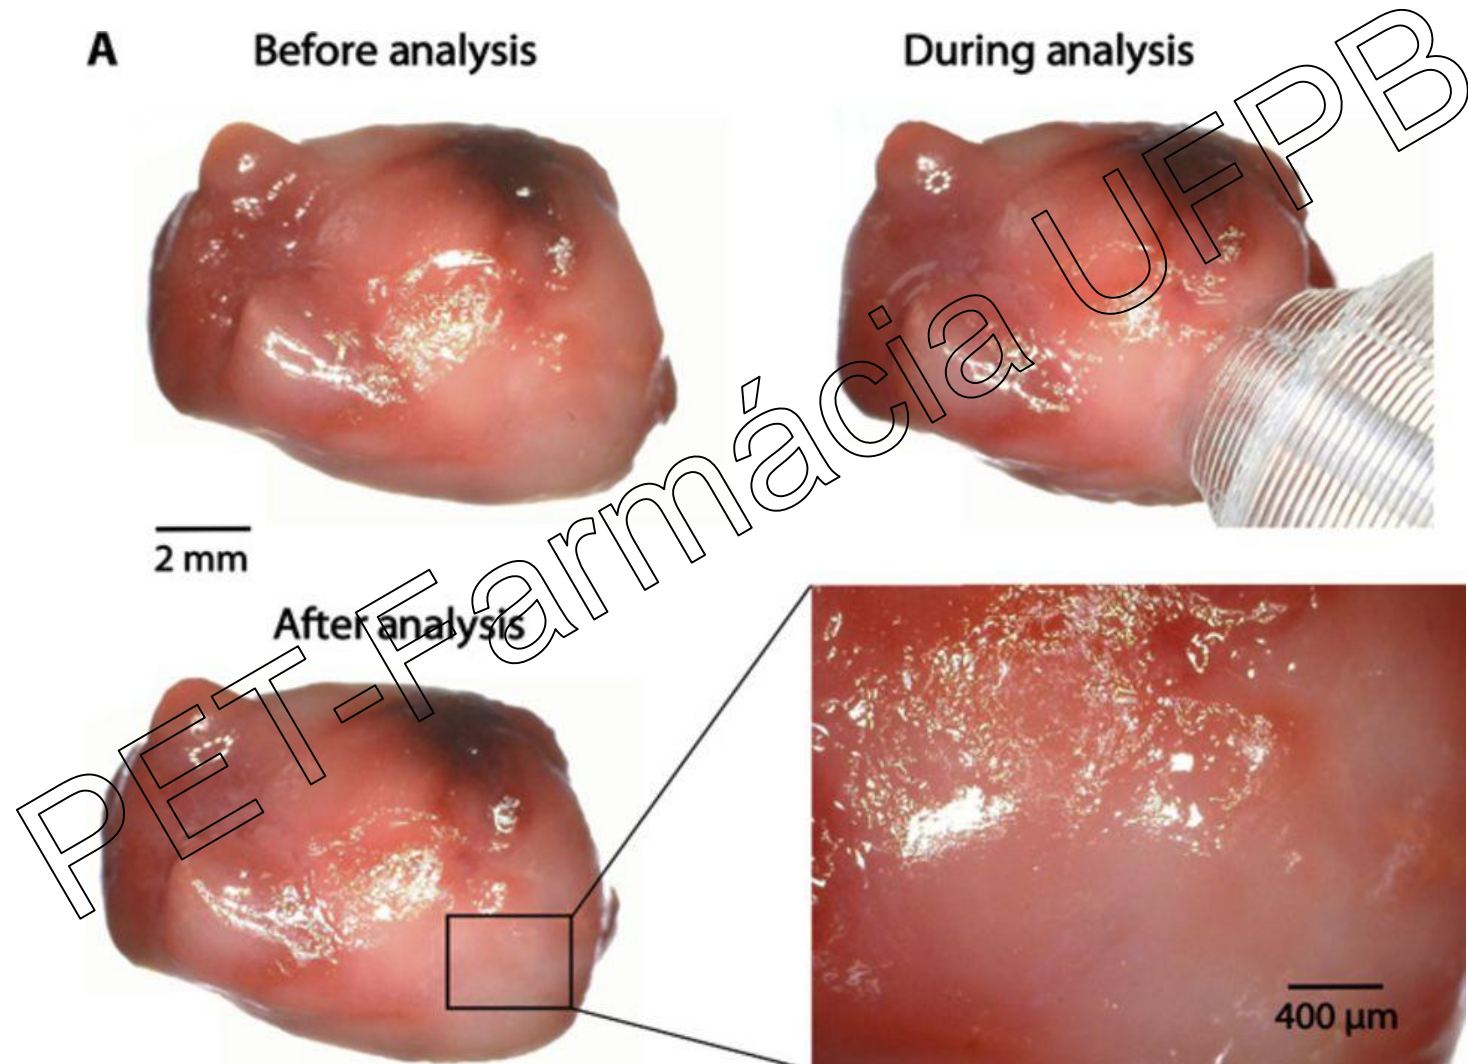 A
Before analysis
During analysis
2 mm
After analysis
400 µm
PET-Farmácia UFPB